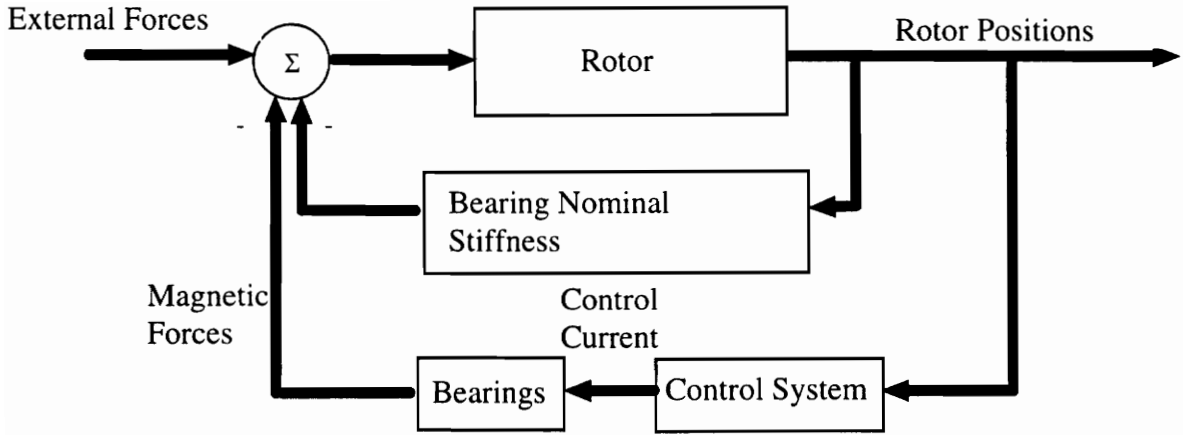 External Forces
Σ
Rotor
Rotor Positions
- -
Bearing Nominal
Stiffness
Magnetic
Forces
Control
Current
Bearings
Control System